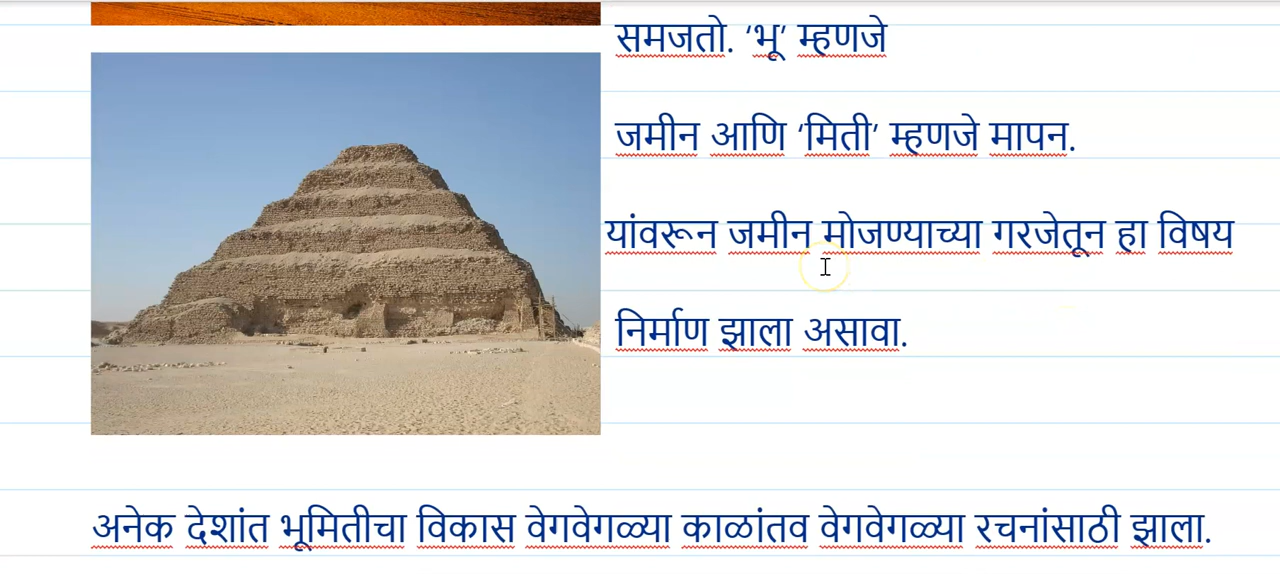 समजतो. ‘भू’ म्हणजे
जमीन आणि ‘मिती’ म्हणजे मापन.
यांवरून जमीन मोजण्याच्या गरजेतून हा विषय
निर्माण झाला असावा.
अनेक देशांत भूमितीचा विकास वेगवेगळ्या काळांतव वेगवेगळ्या रचनांसाठी झाला.